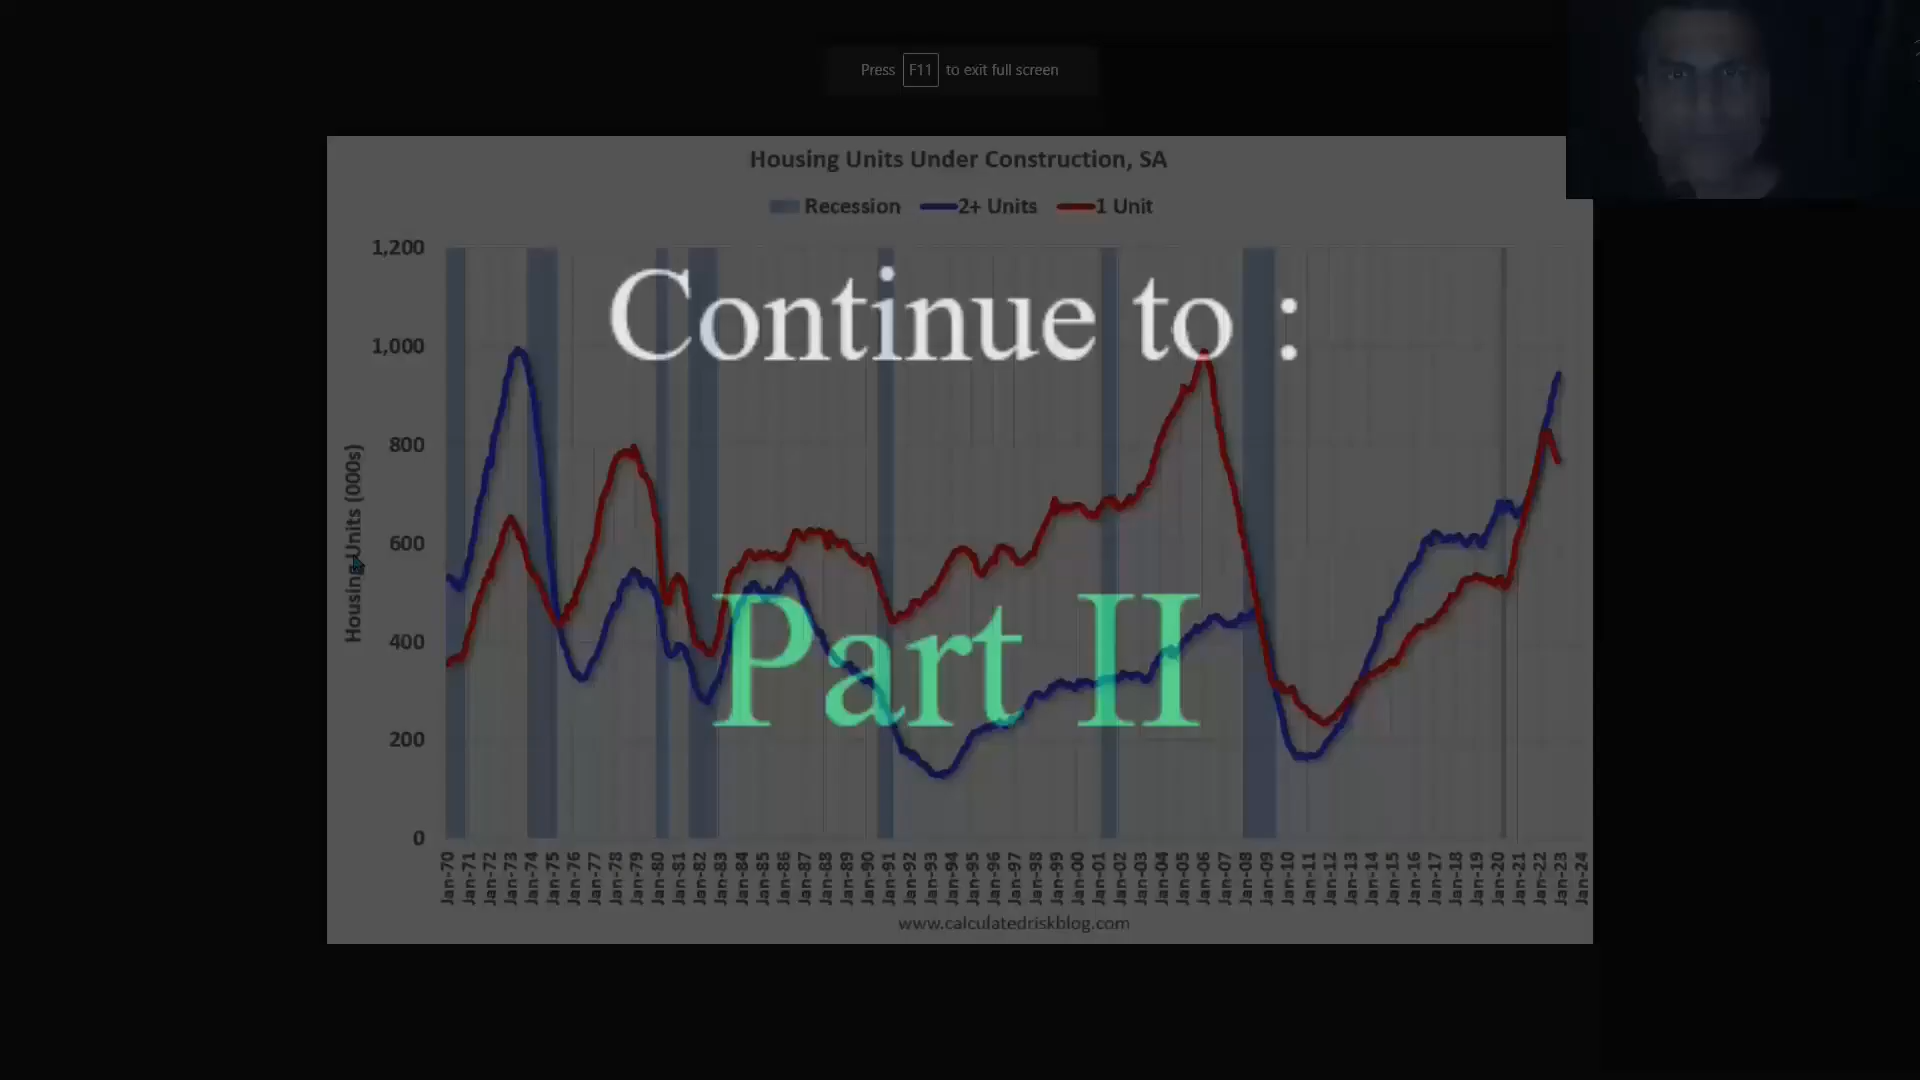 Press F11 to exit full screen
Housing Units Under Construction, SA
Recession 2+ Units 1 Unit
Continue to :
Part II
Housing Units (000s)
1,200
1,000
800
600
400
200
0
Jan-70 Jan-71 Jan-72 Jan-73 Jan-74 Jan-75 Jan-76 Jan-77 Jan-78 Jan-79 Jan-80 Jan-81 Jan-82 Jan-83 Jan-84 Jan-85 Jan-86 Jan-87 Jan-88 Jan-89 Jan-90 Jan-91 Jan-92 Jan-93 Jan-94 Jan-95 Jan-96 Jan-97 Jan-98 Jan-99 Jan-00 Jan-01 Jan-02 Jan-03 Jan-04 Jan-05 Jan-06 Jan-07 Jan-08 Jan-09 Jan-10 Jan-11 Jan-12 Jan-13 Jan-14 Jan-15 Jan-16 Jan-17 Jan-18 Jan-19 Jan-20 Jan-21 Jan-22 Jan-23 Jan-24
www.calculatedriskblog.com